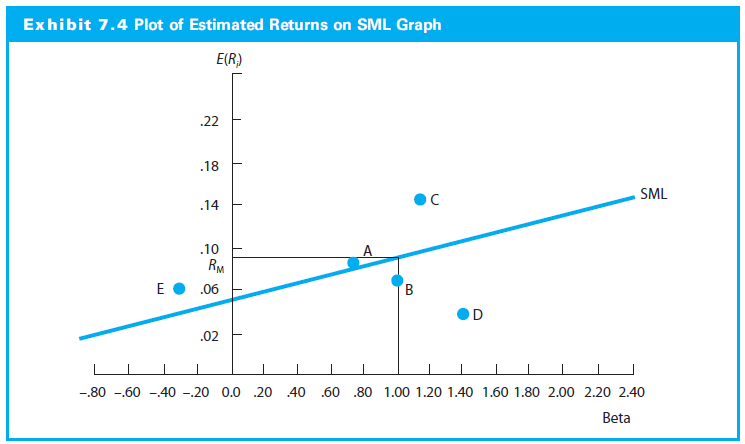 Exhibit 7.4 Plot of Estimated Returns on SML Graph
E(Ri)
.22
.18
SML
.14
C
.10
A
RM
E
.06
B
D
.02
–.80 –.60 –.40 –.20 0.0 .20 .40 .60 .80 1.00 1.20 1.40 1.60 1.80 2.00 2.20 2.40
Beta